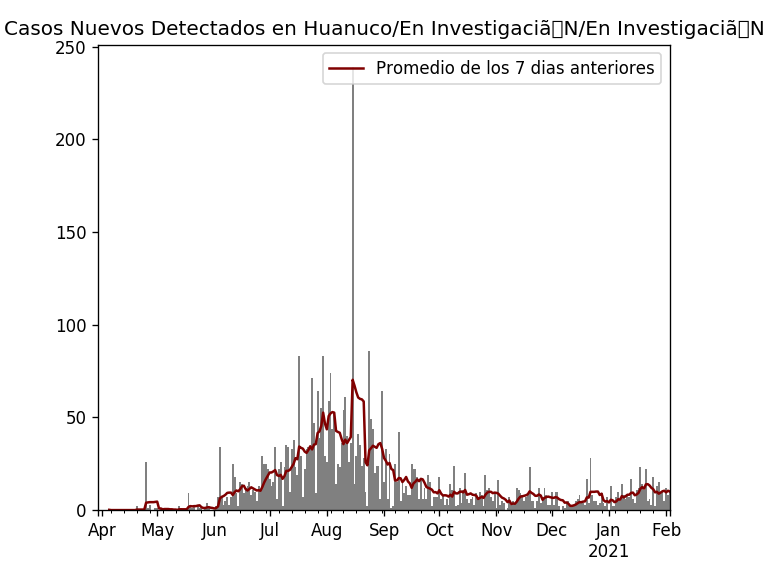 Casos Nuevos Detectados en Huanuco/En Investigaciã▯N/En Investigaciã▯N
Promedio de los 7 dias anteriores
250
200
150
100
50
0
Apr May Jun Jul Aug Sep Oct Nov Dec Jan Feb
2021